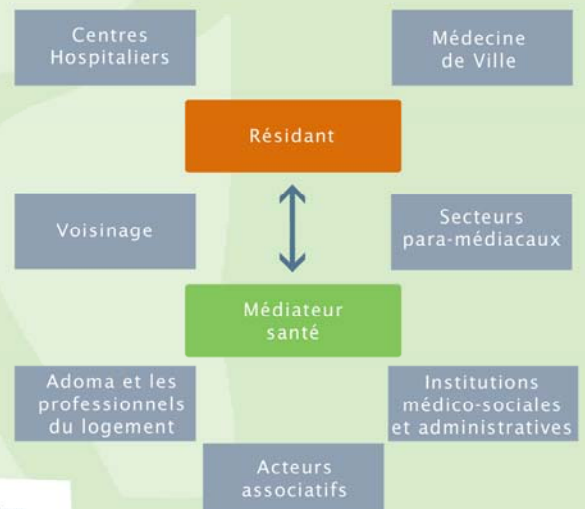 Centres
Hospitaliers
Médecine
de Ville
Résidant
Voisinage
Secteurs
para-médiacaux
Médiateur
santé
Adoma et les
professionnels
du logement
Institutions
médico-sociales
et administratives
Acteurs
associatifs